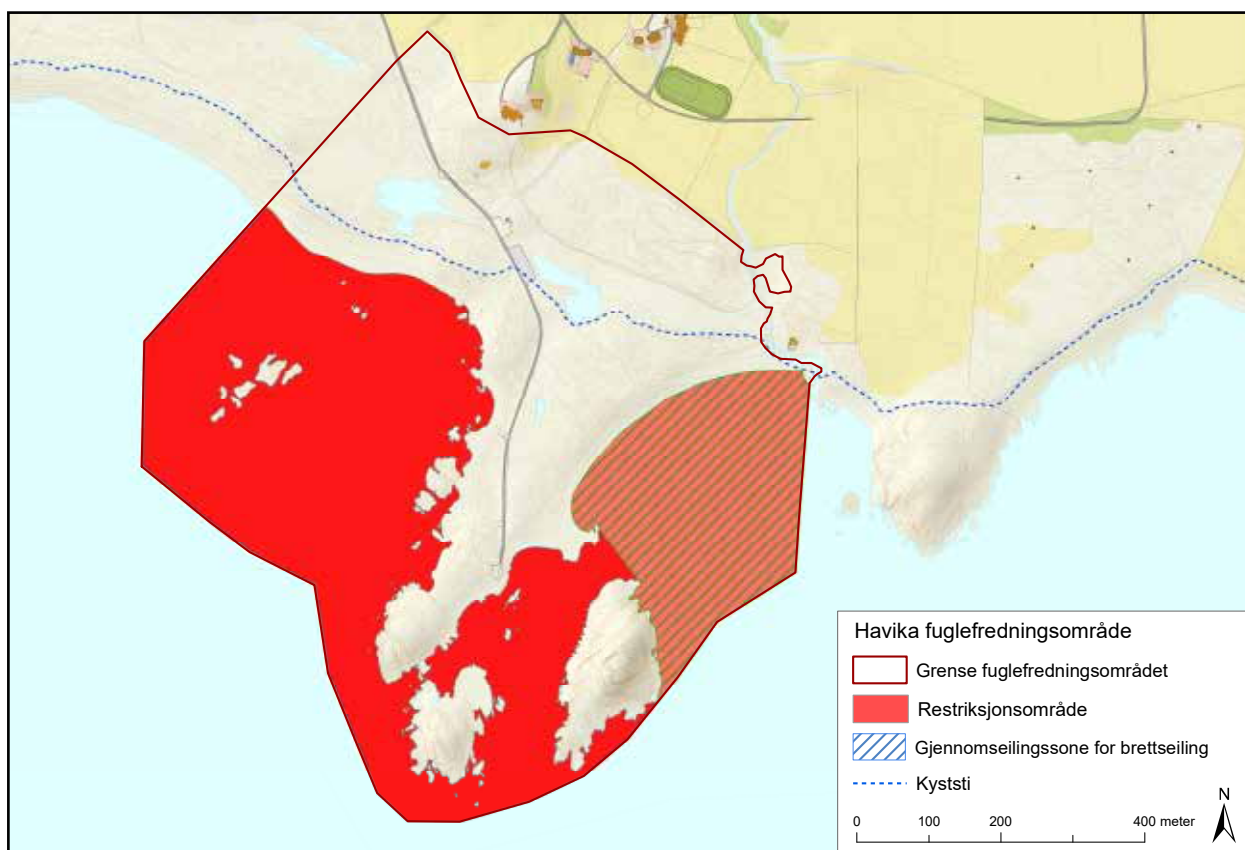 Havika fuglefredningsområde
Grense fuglefredningsområdet
Restriksjonsområde
Gjennomseilingssone for brettseiling
Kyststi
N
0 100 200 400 meter